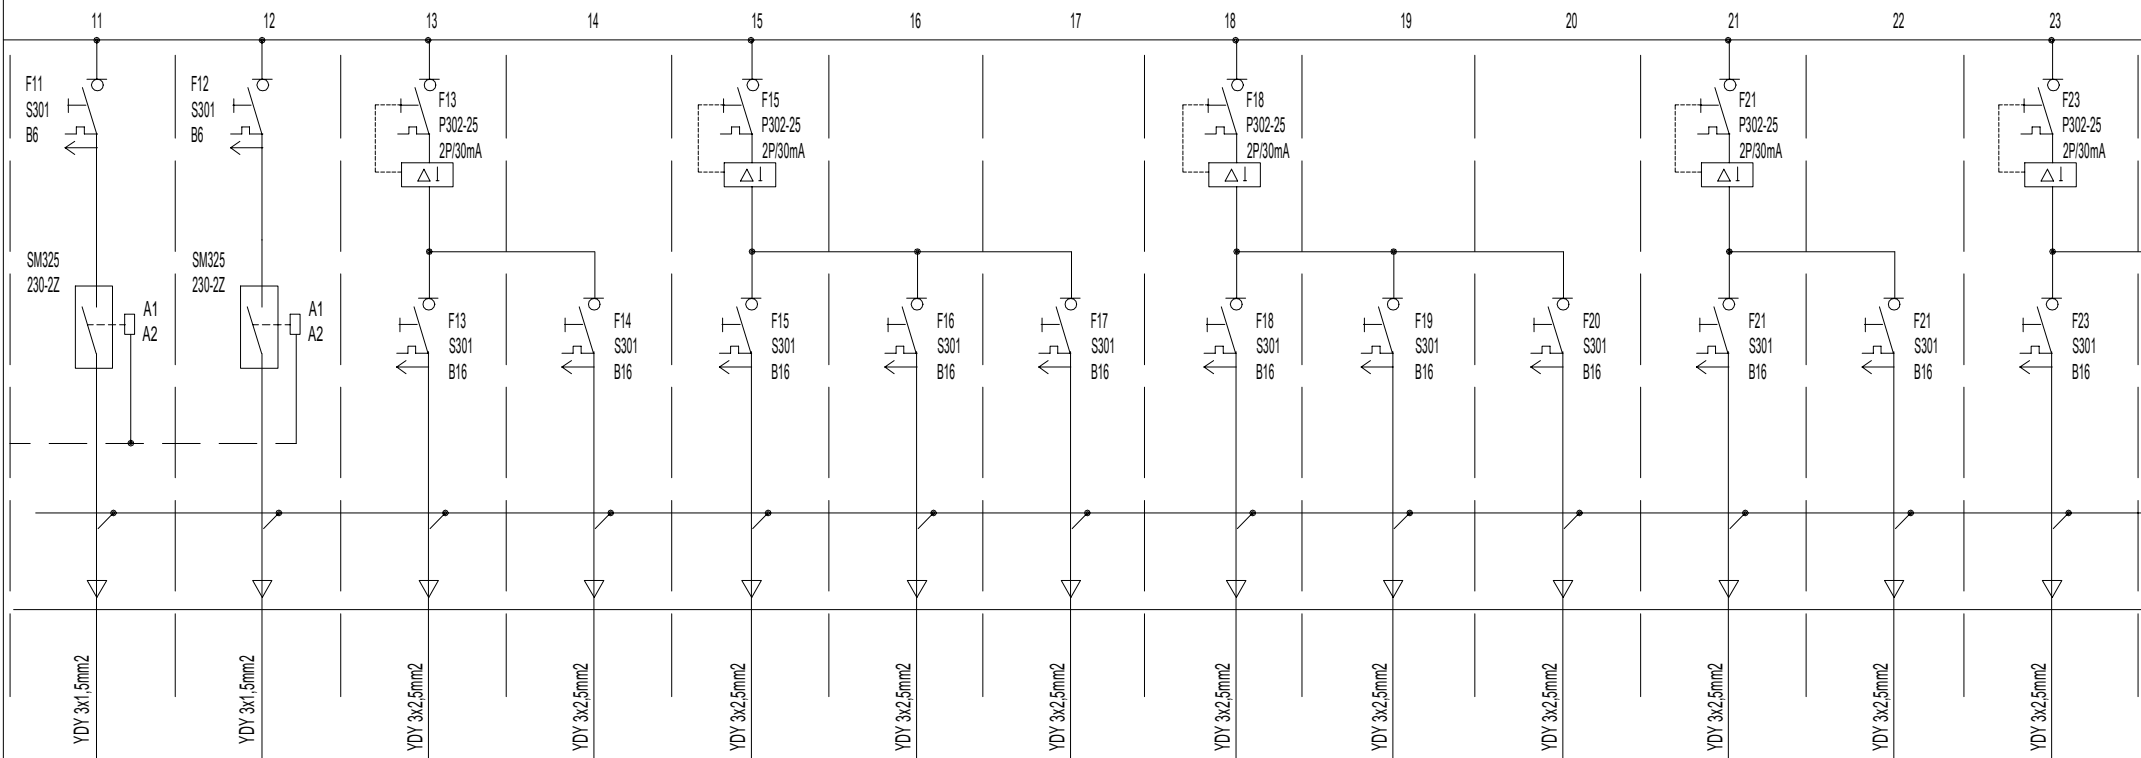 11
12
13
14
15
16
17
18
19
20
21
22
23
F11
S301
B6
F12
S301
B6
F13
P302-25
2P/30mA
△ I
F15
P302-25
2P/30mA
△ I
F18
P302-25
2P/30mA
△ I
F21
P302-25
2P/30mA
△ I
F23
P302-25
2P/30mA
△ I
SM325
230-2Z
A1
A2
SM325
230-2Z
A1
A2
F13
S301
B16
F14
S301
B16
F15
S301
B16
F16
S301
B16
F17
S301
B16
F18
S301
B16
F19
S301
B16
F20
S301
B16
F21
S301
B16
F21
S301
B16
F23
S301
B16
YDY 3x1,5mm2
YDY 3x1,5mm2
YDY 3x2,5mm2
YDY 3x2,5mm2
YDY 3x2,5mm2
YDY 3x2,5mm2
YDY 3x2,5mm2
YDY 3x2,5mm2
YDY 3x2,5mm2
YDY 3x2,5mm2
YDY 3x2,5mm2
YDY 3x2,5mm2
YDY 3x2,5mm2